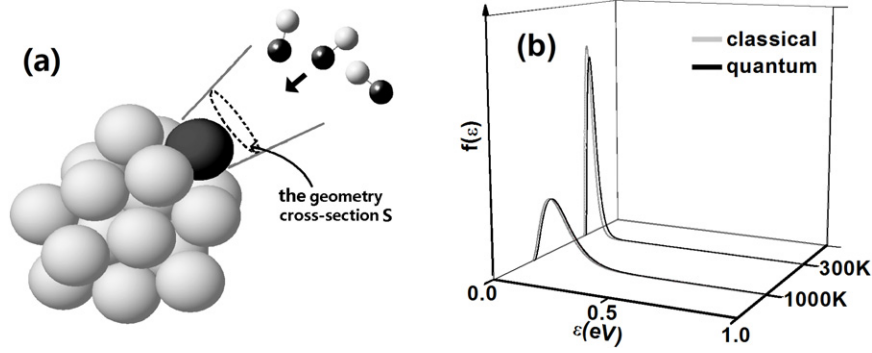 (a)
the geometry
cross-section S
(b)
classical
quantum
f(ε)
300K
1000K
0.0
0.5
1.0
ε(eV)